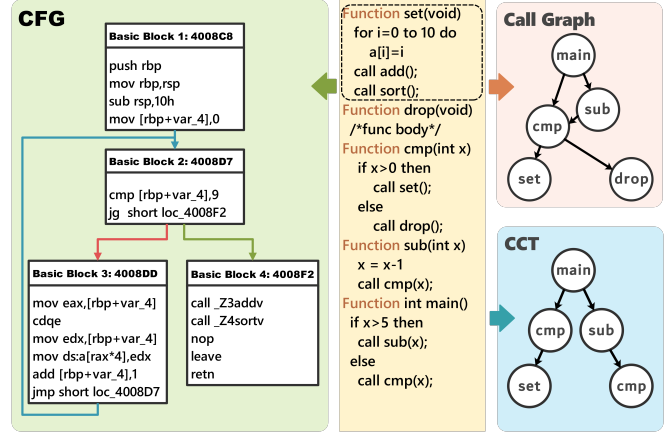 CFG
Basic Block 1: 4008C8
push rbp
mov rbp,rsp
sub rsp,10h
mov [rbp+var_4],0
Basic Block 2: 4008D7
cmp [rbp+var_4],9
jg short loc_4008F2
Basic Block 3: 4008DD
mov eax,[rbp+var_4]
cdqe
mov edx,[rbp+var_4]
mov ds:a[rax*4],edx
add [rbp+var_4],1
jmp short loc_4008D7
Basic Block 4: 4008F2
call _Z3addv
call _Z4sortv
nop
leave
retn
Function set(void)
for i=0 to 10 do
a[i]=i
call add();
call sort();
Function drop(void)
/*func body*/
Function cmp(int x)
if x>0 then
call set();
else
call drop();
Function sub(int x)
x = x-1
call cmp(x);
Function int main()
if x>5 then
call sub(x);
else
call cmp(x);
Call Graph
main
sub
cmp
set
drop
CCT
main
cmp
sub
set
cmp